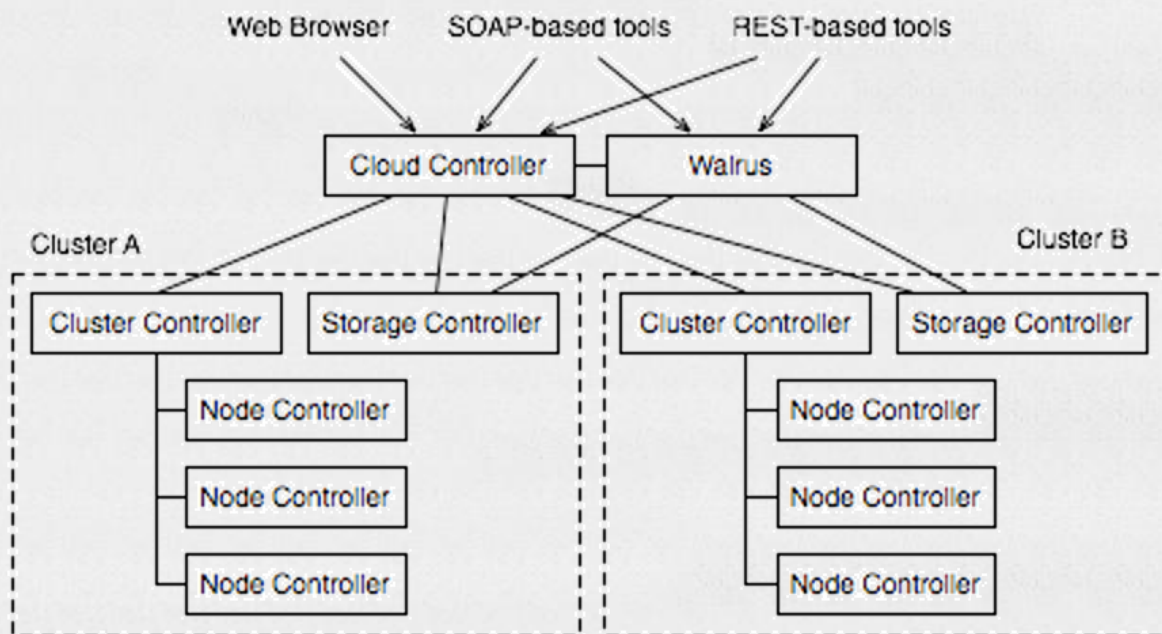 Web Browser SOAP-based tools REST-based tools
Cloud Controller Walrus
Cluster A Cluster B
Cluster Controller Storage Controller Cluster Controller Storage Controller
Node Controller Node Controller
Node Controller Node Controller
Node Controller Node Controller